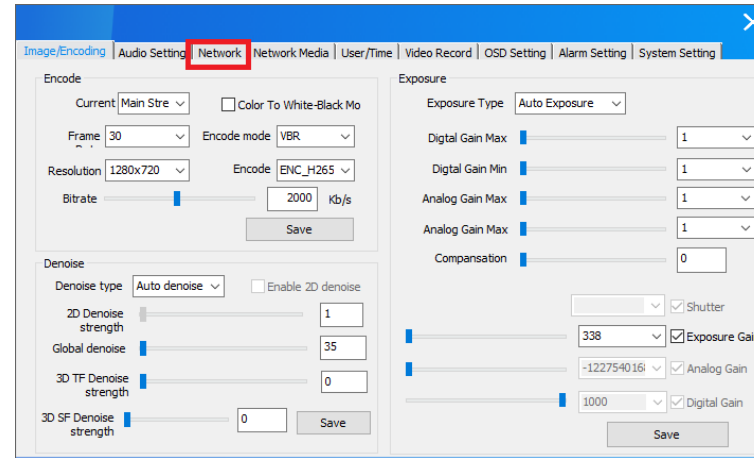 Image/Encoding Audio Setting Network Network Media User/Time Video Record OSD Setting Alarm Setting System Setting
Encode
Current Main Stre Color To White-Black Mo
Frame 30 Encode mode VBR
Resolution 1280x720 Encode ENC_H265
Bitrate 2000 Kb/s
Save
Denoise
Denoise type Auto denoise Enable 2D denoise
2D Denoise
strength 1
Global denoise 35
3D TF Denoise
strength 0
3D SF Denoise
strength 0 Save
Exposure
Exposure Type Auto Exposure
Digtal Gain Max 1
Digtal Gain Min 1
Analog Gain Max 1
Analog Gain Max 1
Compansation 0
Shutter
338 Exposure Gai
-122754016 Analog Gain
1000 Digital Gain
Save